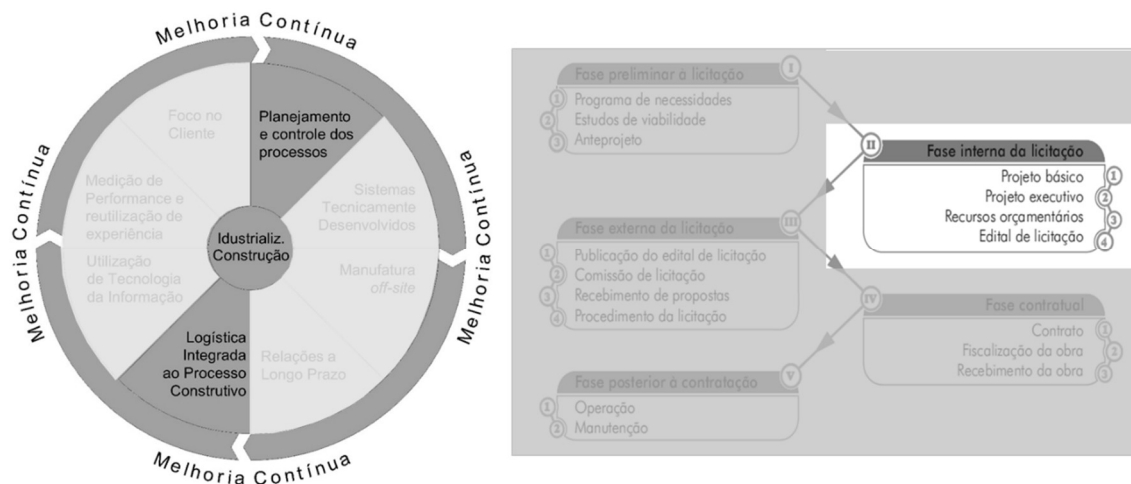 Melhoria Contínua
Melhoria Contínua
Melhoria Contínua
Melhoria Contínua
Foco no
Cliente
Planejamento
e controle dos
processos
Medição de
Performance e
reutilização de
experiência
Sistemas
Tecnicamente
Desenvolvidos
Idustrializ.
Construção
Utilização
de Tecnologia
da Informação
Manufatura
off-site
Logística
Integrada
ao Processo
Construtivo
Relações a
Longo Prazo
I
Fase preliminar à licitação
1 Programa de necessidades
2 Estudos de viabilidade
3 Anteprojeto
II
Fase interna da licitação
Projeto básico 1
Projeto executivo 2
Recursos orçamentários 3
Edital de licitação 4
III
Fase externa da licitação
1 Publicação do edital de licitação
2 Comissão de licitação
3 Recebimento de propostas
4 Procedimento da licitação
IV
Fase contratual
Contrato 1
Fiscalização da obra 2
Recebimento da obra 3
V
Fase posterior à contratação
1 Operação
2 Manutenção